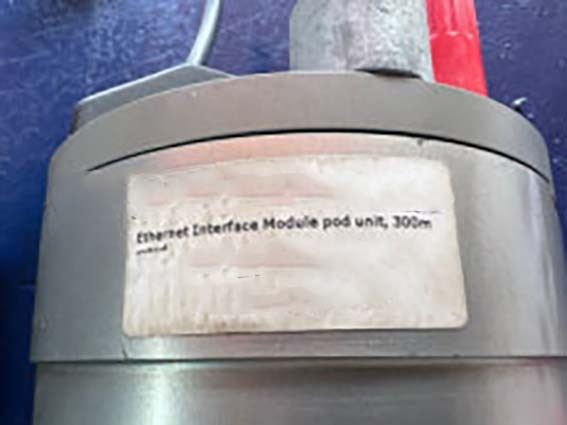 Ethernet Interface Module pod unit, 300m